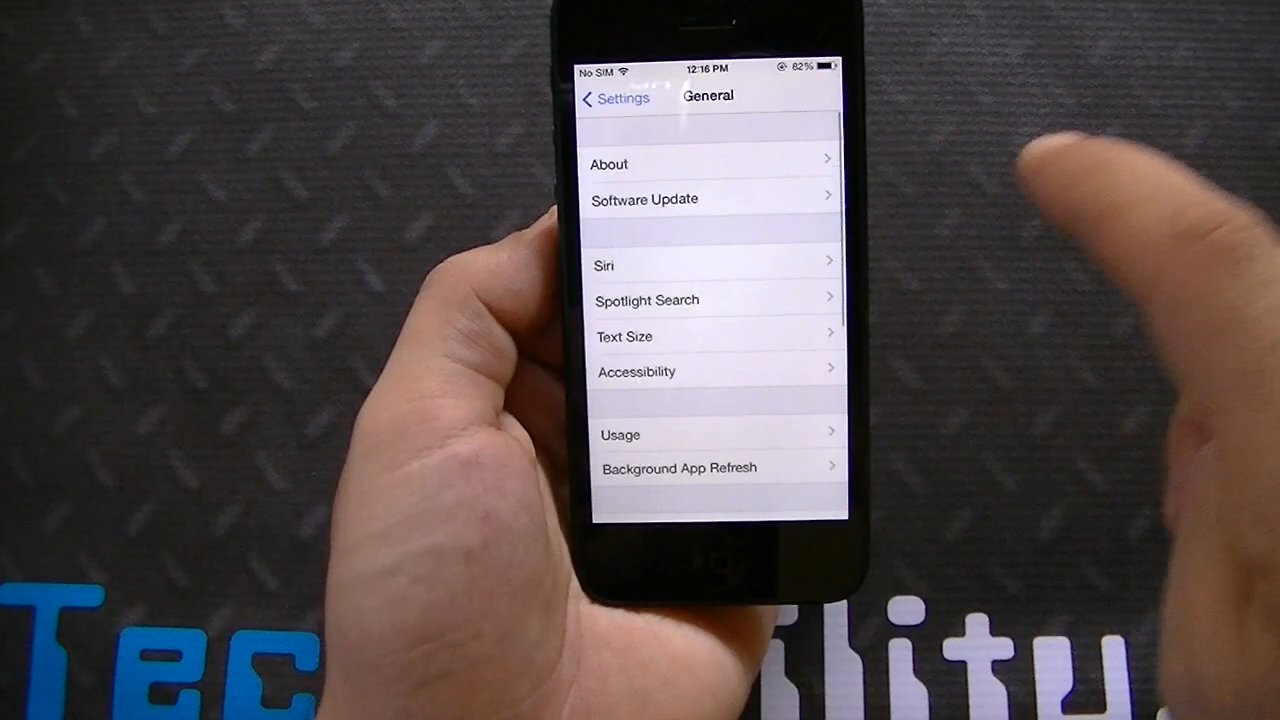 No SIM 12:16 PM 82%
Settings General
About
Software Update
Siri
Spotlight Search
Text Size
Accessibility
Usage
Background App Refresh
Tec ility.